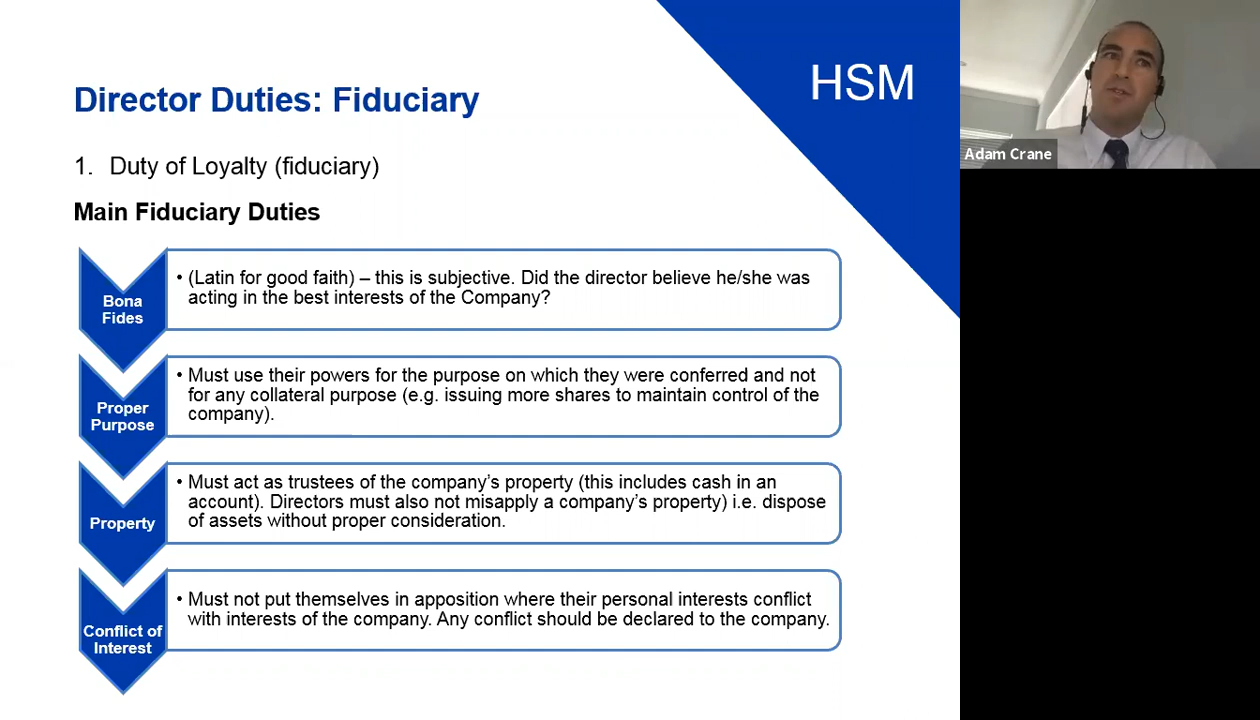 HSM
Director Duties: Fiduciary
1. Duty of Loyalty (fiduciary)
Main Fiduciary Duties
Bona
Fides
• (Latin for good faith) – this is subjective. Did the director believe he/she was
acting in the best interests of the Company?
Proper
Purpose
• Must use their powers for the purpose on which they were conferred and not
for any collateral purpose (e.g. issuing more shares to maintain control of the
company).
Property
• Must act as trustees of the company’s property (this includes cash in an
account). Directors must also not misapply a company’s property) i.e. dispose
of assets without proper consideration.
Conflict of
Interest
• Must not put themselves in apposition where their personal interests conflict
with interests of the company. Any conflict should be declared to the company.
Adam Crane